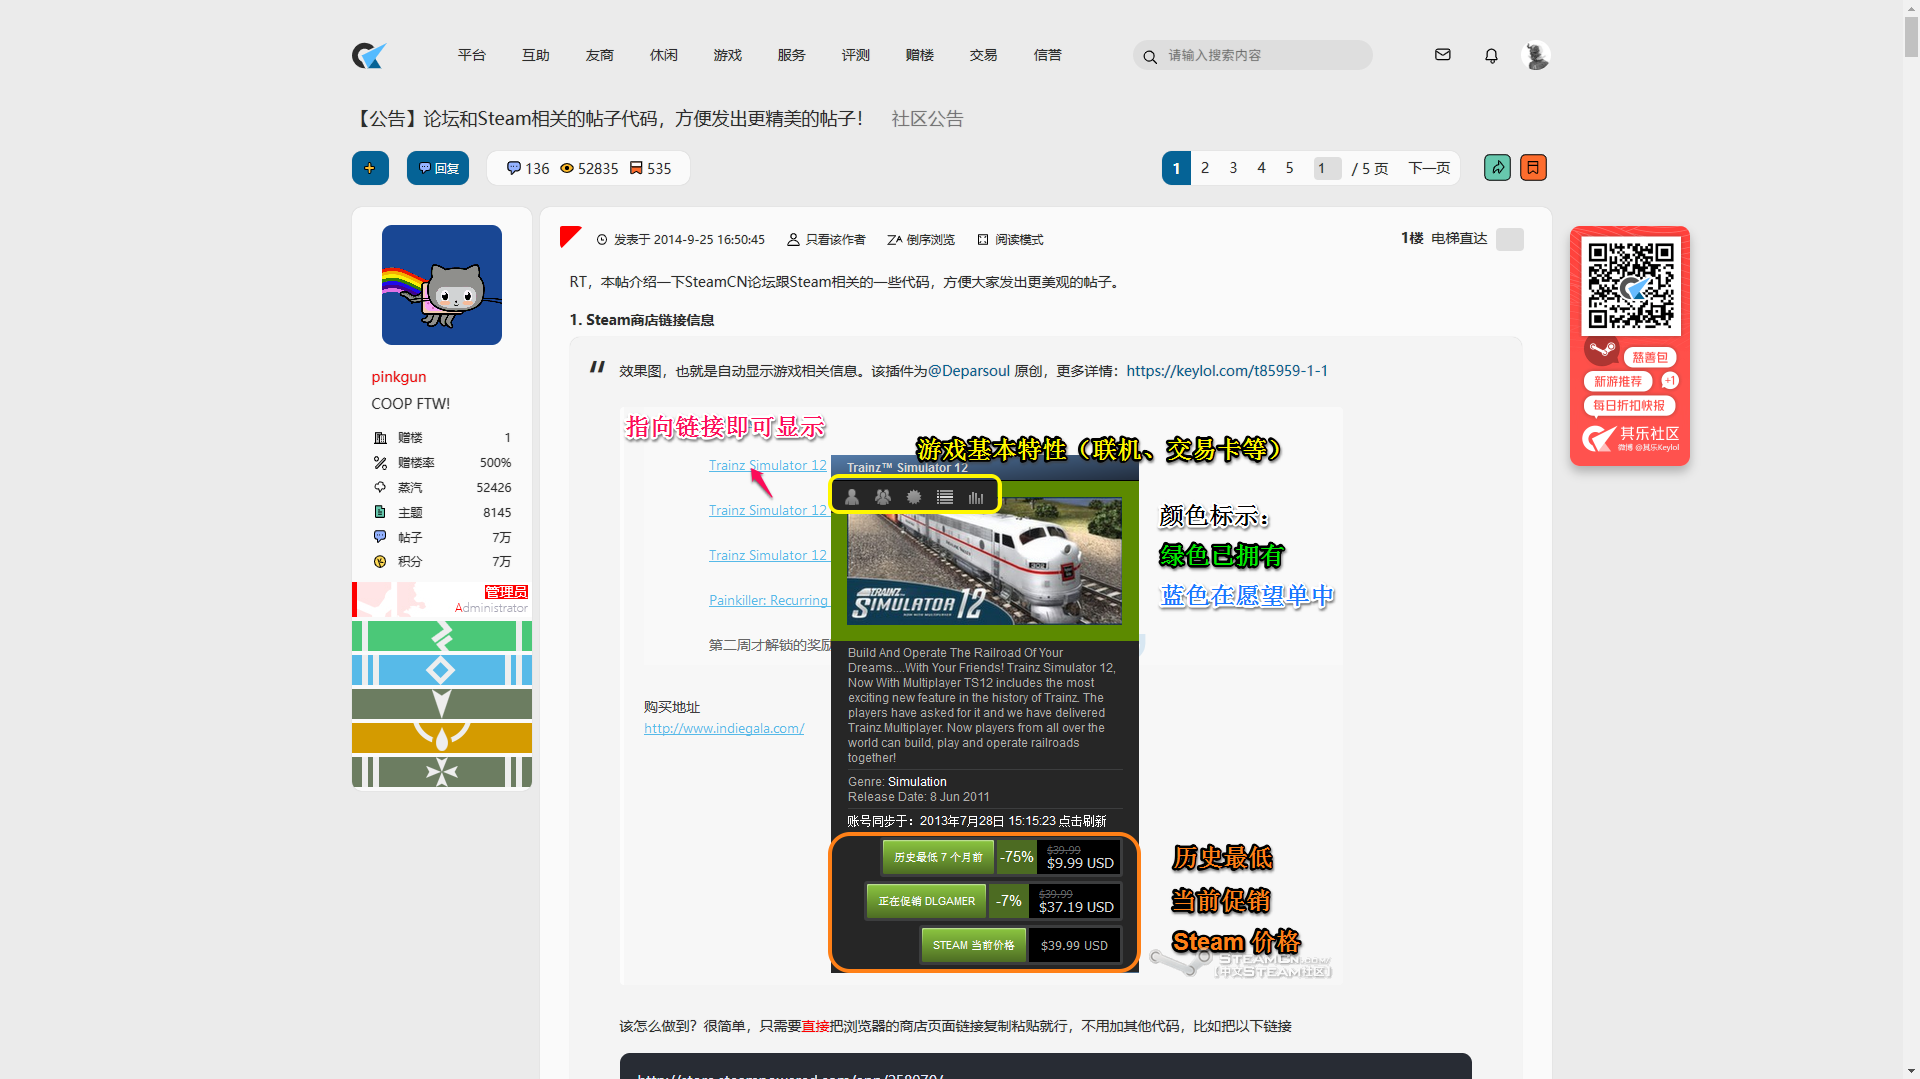 平台 互助 友商 休闲 游戏 服务 评测 赠楼 交易 信誉 请输入搜索内容
【公告】论坛和Steam相关的帖子代码，方便发出更精美的帖子！ 社区公告
+ 回复 136 52835 535 1 2 3 4 5 1 / 5 页 下一页
pinkgun
COOP FTW!
赠楼 1
赠楼率 500%
蒸汽 52426
主题 8145
帖子 7万
积分 7万
管理员
Administrator
发表于 2014-9-25 16:50:45 只看该作者 倒序浏览 阅读模式 1楼 电梯直达
RT，本帖介绍一下SteamCN论坛跟Steam相关的一些代码，方便大家发出更美观的帖子。
1. Steam商店链接信息
效果图，也就是自动显示游戏相关信息。该插件为@Deparsoul 原创，更多详情：https://keylol.com/t85959-1-1
指向链接即可显示
游戏基本特性（联机、交易卡等）
Trainz Simulator 12
Trainz Simulator 12
Trainz Simulator 12
Painkiller: Recurring
第二周才解锁的奖励
购买地址
http://www.indiegala.com/
Trainz™ Simulator 12
TRAINZ
SIMULATOR 12
Build And Operate The Railroad Of Your
Dreams....With Your Friends! Trainz Simulator 12,
Now With Multiplayer TS12 includes the most
exciting new feature in the history of Trainz. The
players have asked for it and we have delivered
Trainz Multiplayer. Now players from all over the
world can build, play and operate railroads
together!
Genre: Simulation
Release Date: 8 Jun 2011
账号同步于：2013年7月28日 15:15:23 点击刷新
历史最低 7 个月前 -75% $39.99 $9.99 USD
正在促销 DLGAMER -7% $39.99 $37.19 USD
STEAM 当前价格 $39.99 USD
颜色标示：
绿色已拥有
蓝色在愿望单中
历史最低
当前促销
Steam 价格
STEAMCN.COM/
[中文STEAM社区]
该怎么做到？很简单，只需要直接把浏览器的商店页面链接复制粘贴就行，不用加其他代码，比如把以下链接
http://store.steampowered.com/app/258970/
慈善包
新游推荐 +1
每日折扣快报
其乐社区
微博 @其乐Keylol